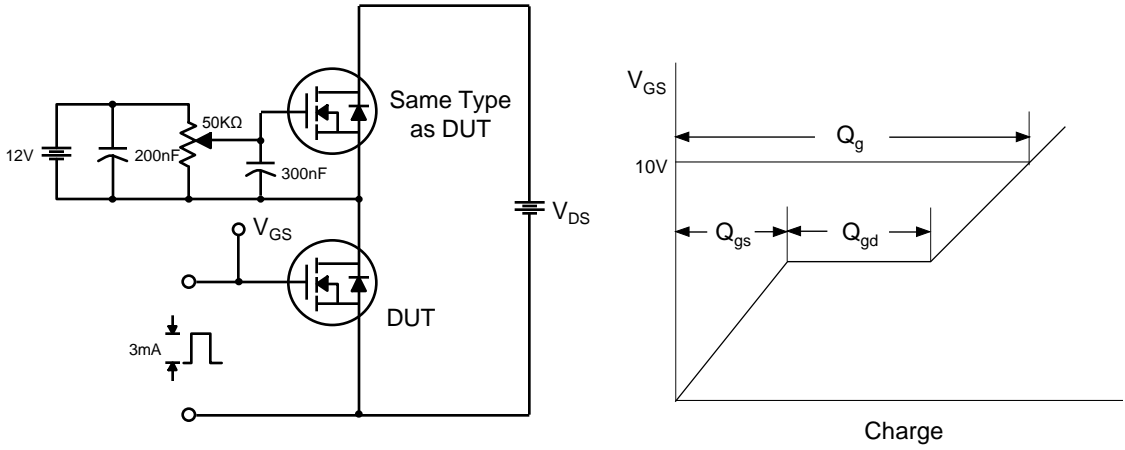 12V
200nF
50KΩ
300nF
Same Type
as DUT
V_GS
DUT
3mA
V_DS
V_GS
10V
Q_g
Q_gs
Q_gd
Charge